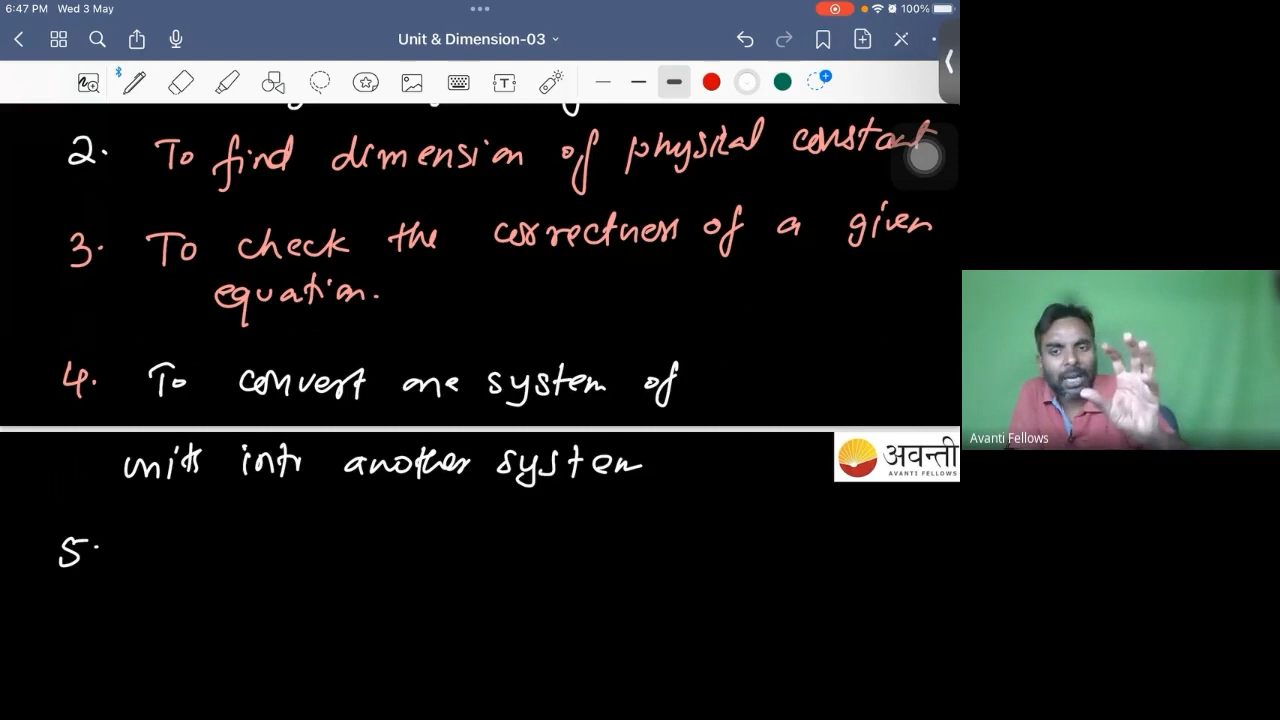 6:47 PM Wed 3 May
100%
Unit & Dimension-03
2. To find dimension of physical constant
3. To check the correctness of a given
equation.
4. To convert one system of
units into another system
अवन्ती
AVANTI FELLOWS
Avanti Fellows
5.